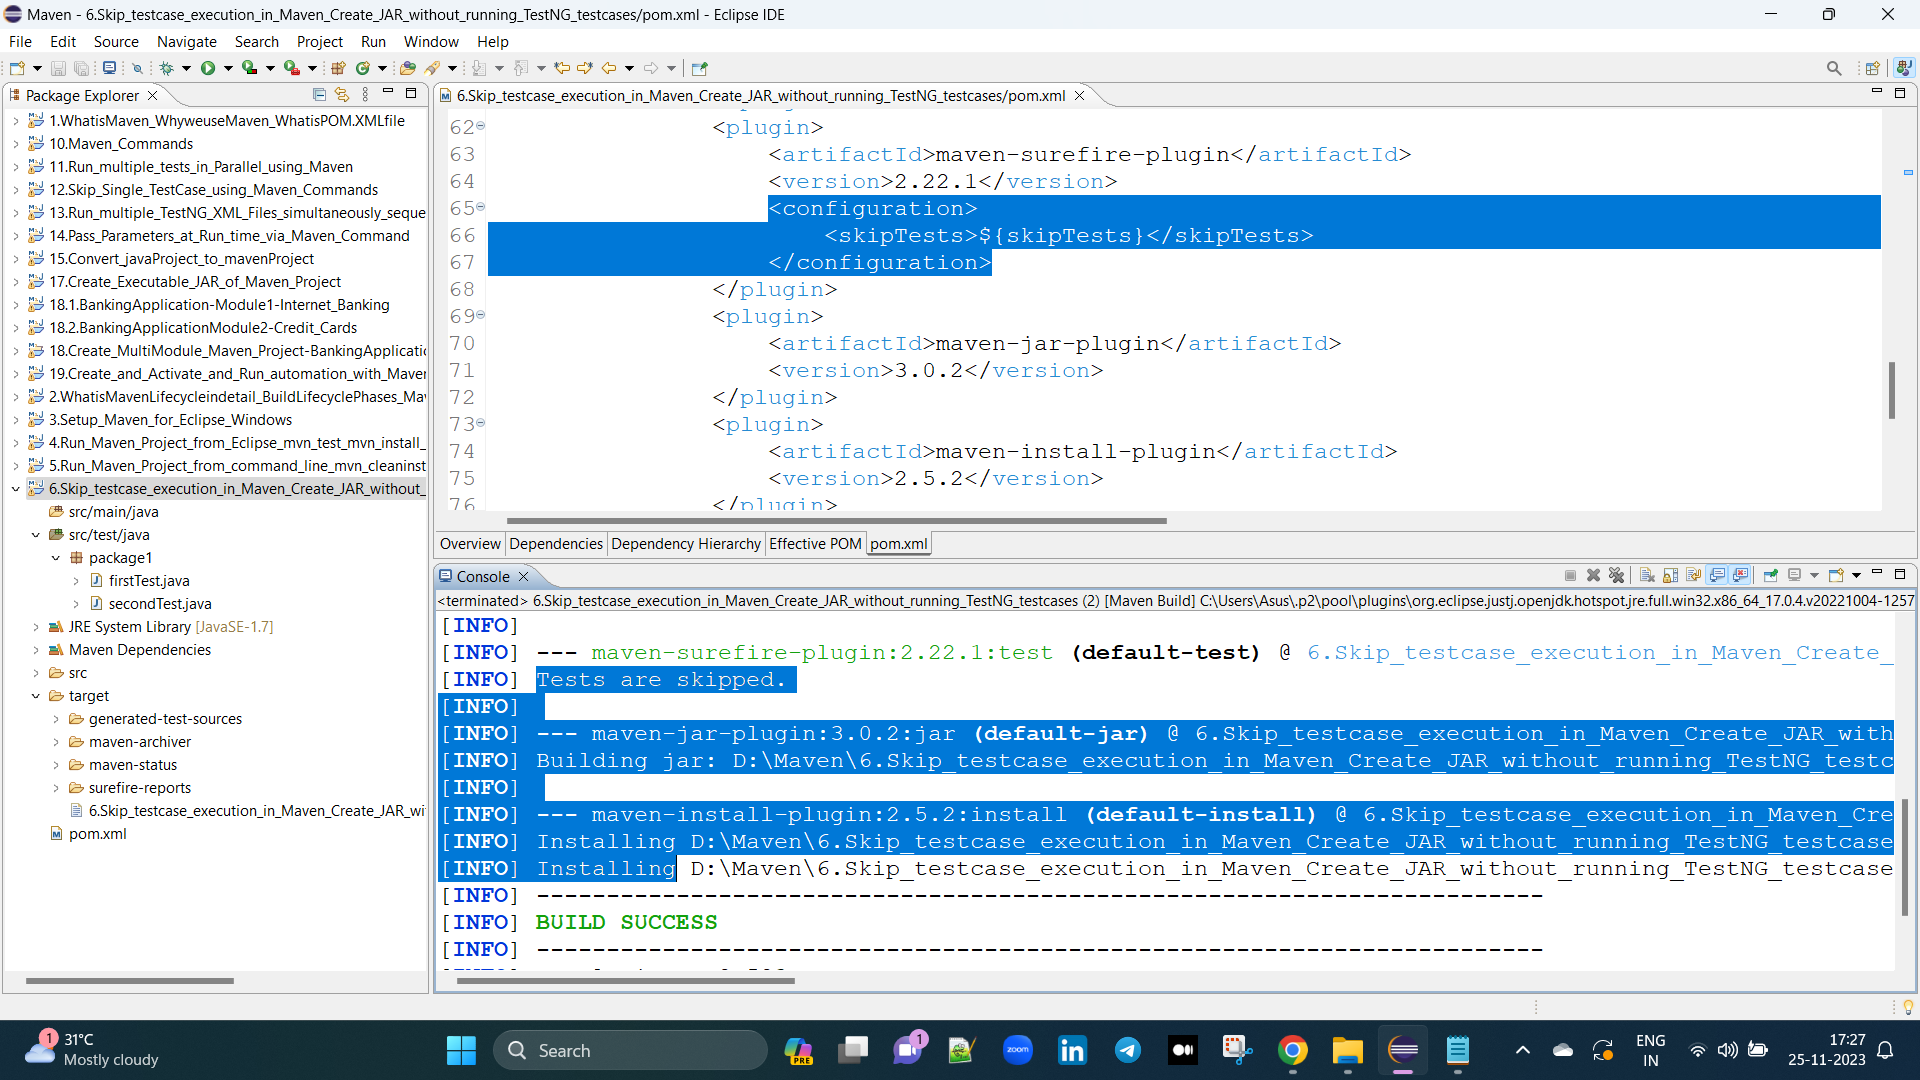 Maven - 6.Skip_testcase_execution_in_Maven_Create_JAR_without_running_TestNG_testcases/pom.xml - Eclipse IDE
File Edit Source Navigate Search Project Run Window Help
Package Explorer
1.WhatisMaven_WhyweuseMaven_WhatisPOM.XMLfile
10.Maven_Commands
11.Run_multiple_tests_in_Parallel_using_Maven
12.Skip_Single_TestCase_using_Maven_Commands
13.Run_multiple_TestNG_XML_Files_simultaneously_seque
14.Pass_Parameters_at_Run_time_via_Maven_Command
15.Convert_javaProject_to_mavenProject
17.Create_Executable_JAR_of_Maven_Project
18.1.BankingApplication-Module1-Internet_Banking
18.2.BankingApplicationModule2-Credit_Cards
18.Create_MultiModule_Maven_Project-BankingApplicati
19.Create_and_Activate_and_Run_automation_with_Maver
2.WhatisMavenLifecycleindetail_BuildLifecyclePhases_Ma
3.Setup_Maven_for_Eclipse_Windows
4.Run_Maven_Project_from_Eclipse_mvn_test_mvn_install_
5.Run_Maven_Project_from_command_line_mvn_cleaninst
6.Skip_testcase_execution_in_Maven_Create_JAR_without_
src/main/java
src/test/java
package1
firstTest.java
secondTest.java
JRE System Library [JavaSE-1.7]
Maven Dependencies
src
target
generated-test-sources
maven-archiver
maven-status
surefire-reports
6.Skip_testcase_execution_in_Maven_Create_JAR_wi
pom.xml
6.Skip_testcase_execution_in_Maven_Create_JAR_without_running_TestNG_testcases/pom.xml
62 <plugin>
63 <artifactId>maven-surefire-plugin</artifactId>
64 <version>2.22.1</version>
65 <configuration>
66 <skipTests>${skipTests}</skipTests>
67 </configuration>
68 </plugin>
69 <plugin>
70 <artifactId>maven-jar-plugin</artifactId>
71 <version>3.0.2</version>
72 </plugin>
73 <plugin>
74 <artifactId>maven-install-plugin</artifactId>
75 <version>2.5.2</version>
76 </plugin>
Overview Dependencies Dependency Hierarchy Effective POM pom.xml
Console
<terminated> 6.Skip_testcase_execution_in_Maven_Create_JAR_without_running_TestNG_testcases (2) [Maven Build] C:\Users\Asus\.p2\pool\plugins\org.eclipse.justj.openjdk.hotspot.jre.full.win32.x86_64_17.0.4.v20221004-1257
[INFO]
[INFO] --- maven-surefire-plugin:2.22.1:test (default-test) @ 6.Skip_testcase_execution_in_Maven_Create_
[INFO] Tests are skipped.
[INFO]
[INFO] --- maven-jar-plugin:3.0.2:jar (default-jar) @ 6.Skip_testcase_execution_in_Maven_Create_JAR_with
[INFO] Building jar: D:\Maven\6.Skip_testcase_execution_in_Maven_Create_JAR_without_running_TestNG_testc
[INFO]
[INFO] --- maven-install-plugin:2.5.2:install (default-install) @ 6.Skip_testcase_execution_in_Maven_Cre
[INFO] Installing D:\Maven\6.Skip_testcase_execution_in_Maven_Create_JAR_without_running_TestNG_testcase
[INFO] Installing D:\Maven\6.Skip_testcase_execution_in_Maven_Create_JAR_without_running_TestNG_testcase
[INFO] ------------------------------------------------------------------------
[INFO] BUILD SUCCESS
[INFO] ------------------------------------------------------------------------
1
31°C
Mostly cloudy
Search
PRE
1
zoom
in
ENG
IN
17:27
25-11-2023